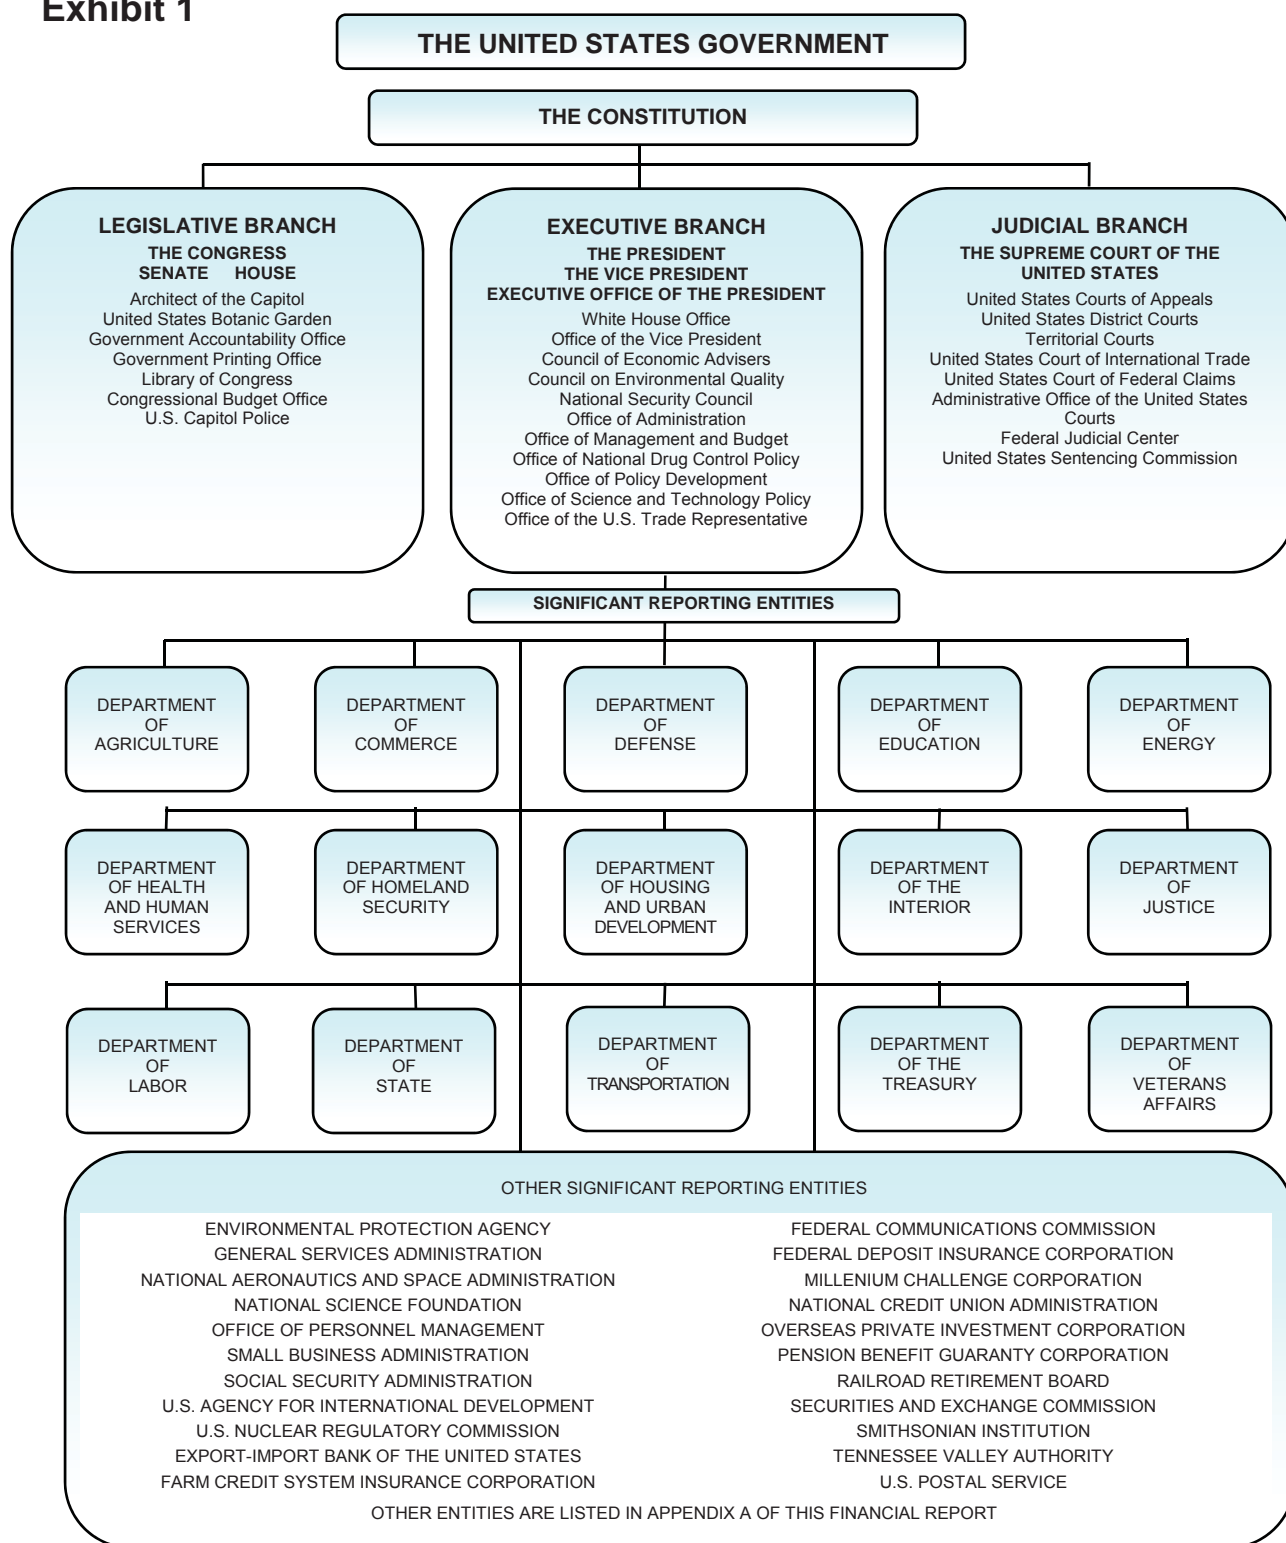 Exhibit 1
THE UNITED STATES GOVERNMENT
THE CONSTITUTION
LEGISLATIVE BRANCH
THE CONGRESS
SENATE HOUSE
Architect of the Capitol
United States Botanic Garden
Government Accountability Office
Government Printing Office
Library of Congress
Congressional Budget Office
U.S. Capitol Police
EXECUTIVE BRANCH
THE PRESIDENT
THE VICE PRESIDENT
EXECUTIVE OFFICE OF THE PRESIDENT
White House Office
Office of the Vice President
Council of Economic Advisers
Council on Environmental Quality
National Security Council
Office of Administration
Office of Management and Budget
Office of National Drug Control Policy
Office of Policy Development
Office of Science and Technology Policy
Office of the U.S. Trade Representative
JUDICIAL BRANCH
THE SUPREME COURT OF THE
UNITED STATES
United States Courts of Appeals
United States District Courts
Territorial Courts
United States Court of International Trade
United States Court of Federal Claims
Administrative Office of the United States
Courts
Federal Judicial Center
United States Sentencing Commission
SIGNIFICANT REPORTING ENTITIES
DEPARTMENT
OF
AGRICULTURE
DEPARTMENT
OF
COMMERCE
DEPARTMENT
OF
DEFENSE
DEPARTMENT
OF
EDUCATION
DEPARTMENT
OF
ENERGY
DEPARTMENT
OF HEALTH
AND HUMAN
SERVICES
DEPARTMENT
OF HOMELAND
SECURITY
DEPARTMENT
OF HOUSING
AND URBAN
DEVELOPMENT
DEPARTMENT
OF THE
INTERIOR
DEPARTMENT
OF
JUSTICE
DEPARTMENT
OF
LABOR
DEPARTMENT
OF
STATE
DEPARTMENT
OF
TRANSPORTATION
DEPARTMENT
OF THE
TREASURY
DEPARTMENT
OF
VETERANS
AFFAIRS
OTHER SIGNIFICANT REPORTING ENTITIES
ENVIRONMENTAL PROTECTION AGENCY
GENERAL SERVICES ADMINISTRATION
NATIONAL AERONAUTICS AND SPACE ADMINISTRATION
NATIONAL SCIENCE FOUNDATION
OFFICE OF PERSONNEL MANAGEMENT
SMALL BUSINESS ADMINISTRATION
SOCIAL SECURITY ADMINISTRATION
U.S. AGENCY FOR INTERNATIONAL DEVELOPMENT
U.S. NUCLEAR REGULATORY COMMISSION
EXPORT-IMPORT BANK OF THE UNITED STATES
FARM CREDIT SYSTEM INSURANCE CORPORATION
FEDERAL COMMUNICATIONS COMMISSION
FEDERAL DEPOSIT INSURANCE CORPORATION
MILLENIUM CHALLENGE CORPORATION
NATIONAL CREDIT UNION ADMINISTRATION
OVERSEAS PRIVATE INVESTMENT CORPORATION
PENSION BENEFIT GUARANTY CORPORATION
RAILROAD RETIREMENT BOARD
SECURITIES AND EXCHANGE COMMISSION
SMITHSONIAN INSTITUTION
TENNESSEE VALLEY AUTHORITY
U.S. POSTAL SERVICE
OTHER ENTITIES ARE LISTED IN APPENDIX A OF THIS FINANCIAL REPORT